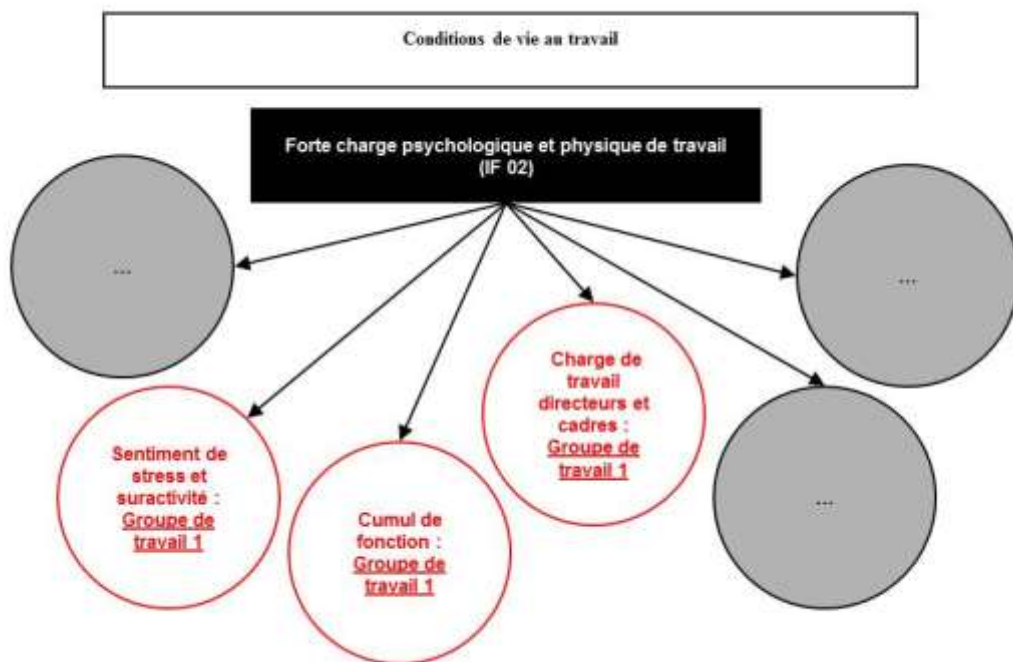 Conditions de vie au travail
Forte charge psychologique et physique de travail
(IF 02)
...
...
Charge de
travail
directeurs et
cadres :
Groupe de
travail 1
Sentiment de
stress et
suractivité :
Groupe de
travail 1
Cumul de
fonction :
Groupe de
travail 1
...